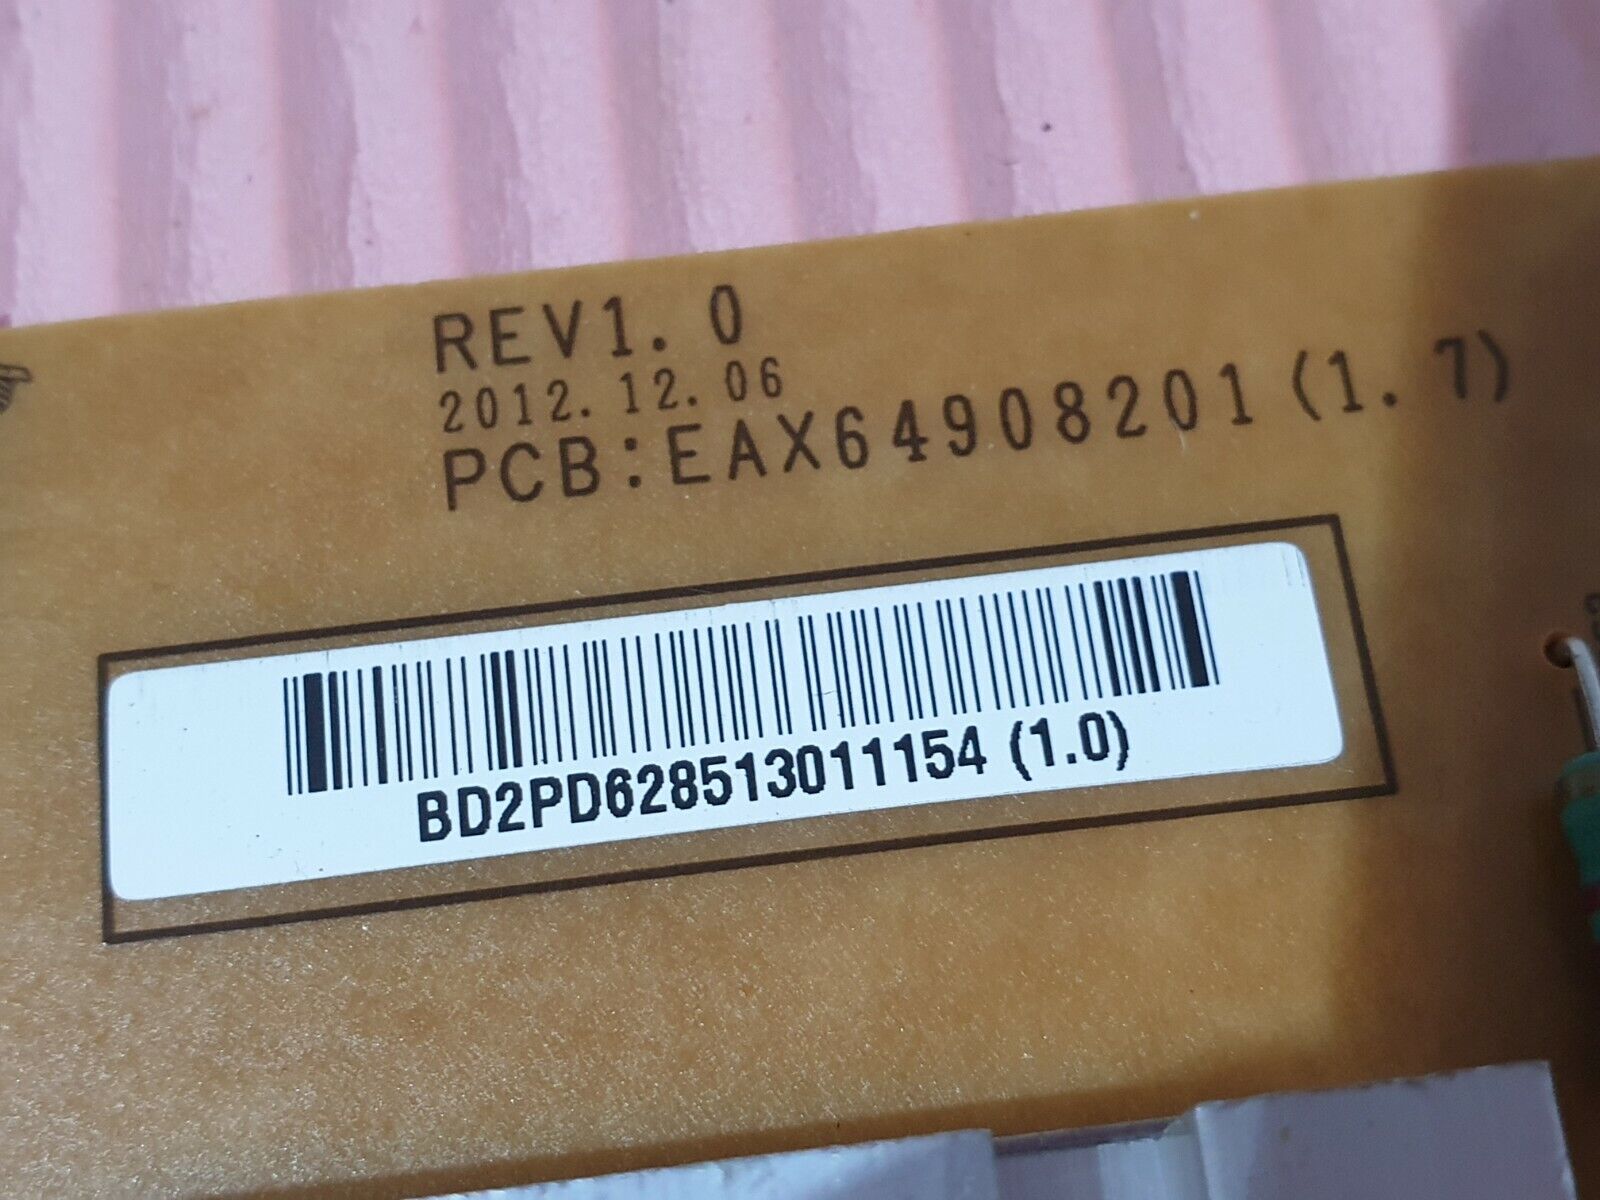 REV1.0
2012.12.06
PCB:EAX64908201(1.7)
BD2PD628513011154 (1.0)